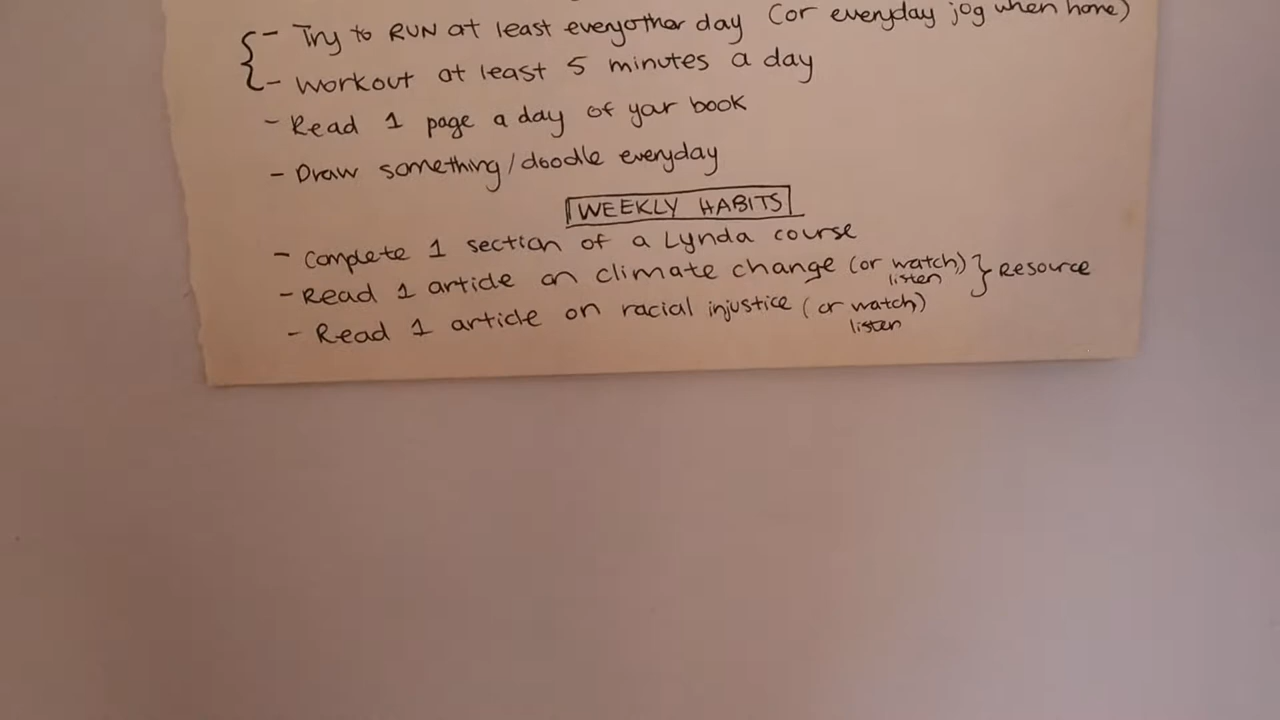 - Try to RUN at least everyother day (or everyday jog when home)
- Workout at least 5 minutes a day
- Read 1 page a day of your book
- Draw something/doodle everyday
WEEKLY HABITS
- Complete 1 section of a Lynda course
- Read 1 article on climate change (or watch) } Resource
listen
- Read 1 article on racial injustice (or watch)
listen